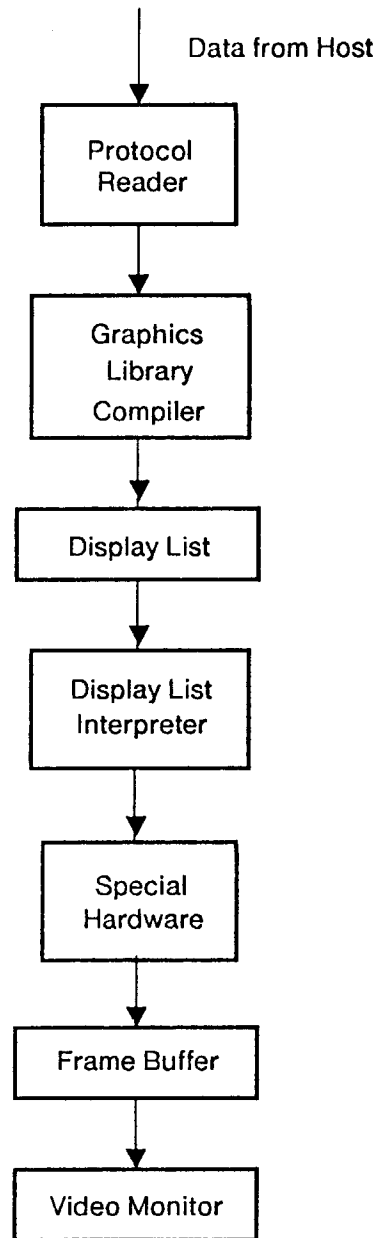 Data from Host
Protocol
Reader
Graphics
Library
Compiler
Display List
Display List
Interpreter
Special
Hardware
Frame Buffer
Video Monitor